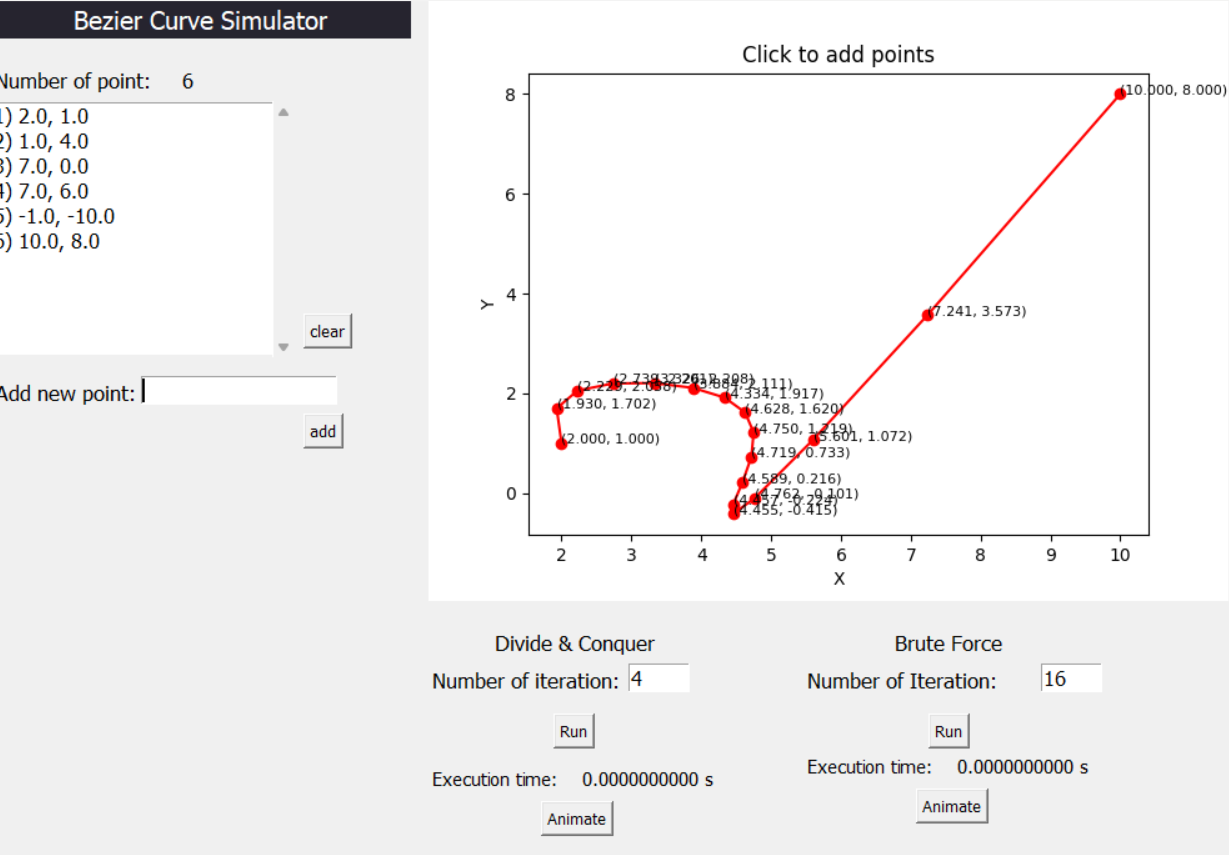 Bezier Curve Simulator
Number of point: 6
1) 2.0, 1.0
2) 1.0, 4.0
3) 7.0, 0.0
4) 7.0, 6.0
5) -1.0, -10.0
6) 10.0, 8.0
clear
Add new point:
add
Click to add points
(10.000, 8.000)
8
6
Y
4
(7.241, 3.573)
2
(2.229, 2.058)
(3.884, 2.111)
(4.334, 1.917)
(1.930, 1.702)
(4.628, 1.620)
(4.750, 1.219)
(5.601, 1.072)
(2.000, 1.000)
(4.719, 0.733)
(4.589, 0.216)
0
(4.762, -0.101)
(4.457, -0.224)
(4.455, -0.415)
2 3 4 5 6 7 8 9 10
X
Divide & Conquer
Number of iteration: 4
Run
Execution time: 0.0000000000 s
Animate
Brute Force
Number of Iteration: 16
Run
Execution time: 0.0000000000 s
Animate